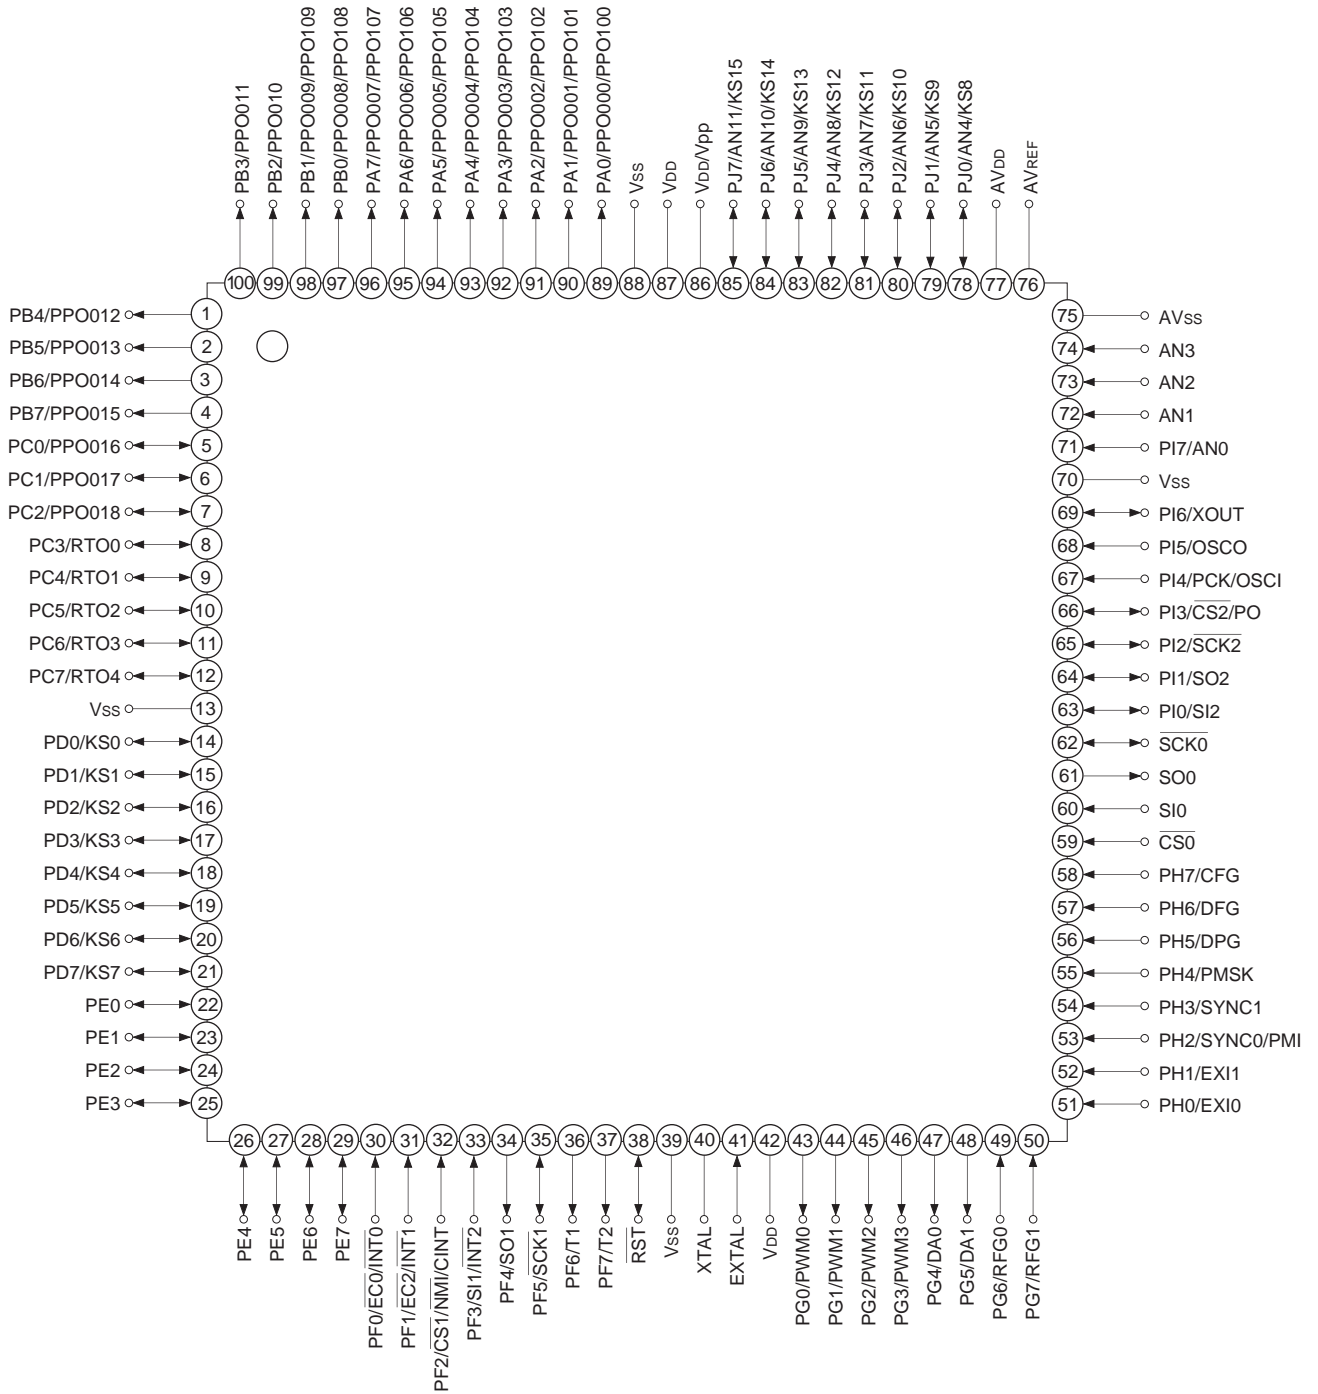 PB3/PPO011
PB2/PPO010
PB1/PPO009/PPO109
PB0/PPO008/PPO108
PA7/PPO007/PPO107
PA6/PPO006/PPO106
PA5/PPO005/PPO105
PA4/PPO004/PPO104
PA3/PPO003/PPO103
PA2/PPO002/PPO102
PA1/PPO001/PPO101
PA0/PPO000/PPO100
Vss
VDD
VDD/Vpp
PJ7/AN11/KS15
PJ6/AN10/KS14
PJ5/AN9/KS13
PJ4/AN8/KS12
PJ3/AN7/KS11
PJ2/AN6/KS10
PJ1/AN5/KS9
PJ0/AN4/KS8
AVDD
AVREF
100 99 98 97 96 95 94 93 92 91 90 89 88 87 86 85 84 83 82 81 80 79 78 77 76
PB4/PPO012 1
PB5/PPO013 2
PB6/PPO014 3
PB7/PPO015 4
PC0/PPO016 5
PC1/PPO017 6
PC2/PPO018 7
PC3/RTO0 8
PC4/RTO1 9
PC5/RTO2 10
PC6/RTO3 11
PC7/RTO4 12
Vss 13
PD0/KS0 14
PD1/KS1 15
PD2/KS2 16
PD3/KS3 17
PD4/KS4 18
PD5/KS5 19
PD6/KS6 20
PD7/KS7 21
PE0 22
PE1 23
PE2 24
PE3 25
75 AVss
74 AN3
73 AN2
72 AN1
71 PI7/AN0
70 Vss
69 PI6/XOUT
68 PI5/OSCO
67 PI4/PCK/OSCI
66 PI3/C̅S̅2̅/PO
65 PI2/S̅C̅K̅2̅
64 PI1/SO2
63 PI0/SI2
62 S̅C̅K̅0̅
61 SO0
60 SI0
59 C̅S̅0̅
58 PH7/CFG
57 PH6/DFG
56 PH5/DPG
55 PH4/PMSK
54 PH3/SYNC1
53 PH2/SYNC0/PMI
52 PH1/EXI1
51 PH0/EXI0
26 27 28 29 30 31 32 33 34 35 36 37 38 39 40 41 42 43 44 45 46 47 48 49 50
PE4
PE5
PE6
PE7
PF0/E̅C̅0̅/I̅N̅T̅0̅
PF1/E̅C̅2̅/I̅N̅T̅1̅
PF2/C̅S̅1̅/N̅M̅I̅/CINT
PF3/SI1/I̅N̅T̅2̅
PF4/SO1
PF5/S̅C̅K̅1̅
PF6/T1
PF7/T2
R̅S̅T̅
Vss
XTAL
EXTAL
VDD
PG0/PWM0
PG1/PWM1
PG2/PWM2
PG3/PWM3
PG4/DA0
PG5/DA1
PG6/RFG0
PG7/RFG1